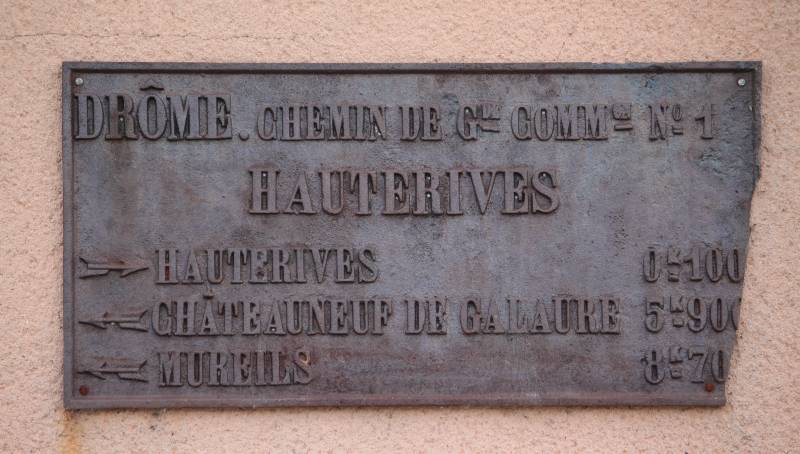 DRÔME. CHEMIN DE Gᴰᴱ COMMᴼᴺ Nº 1
HAUTERIVES
HAUTERIVES 0ᴷ100
CHÂTEAUNEUF DE GALAURE 5ᴷ900
MUREILS 8ᴷ70